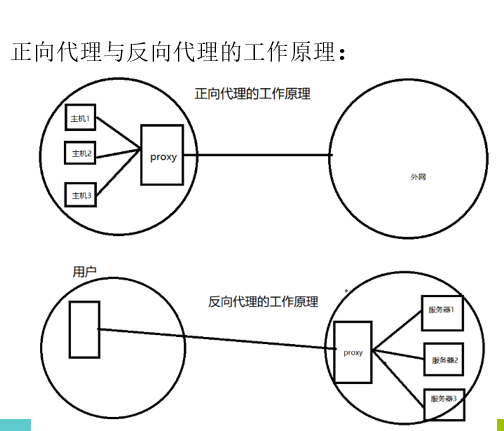 正向代理与反向代理的工作原理：
正向代理的工作原理
主机1
主机2
主机3
proxy
外网
用户
反向代理的工作原理
proxy
服务器1
服务器2
服务器3